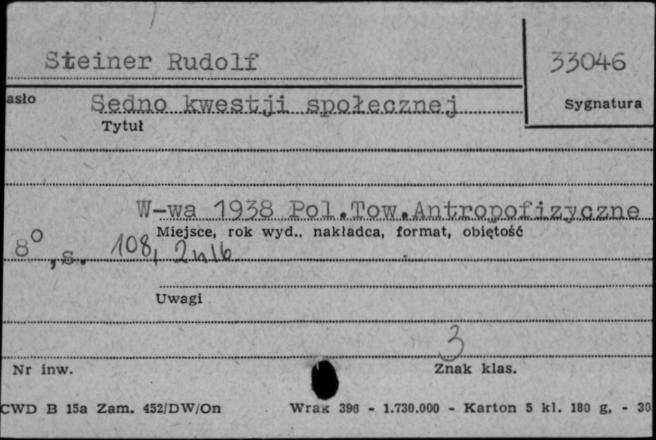 Steiner Rudolf
33046
asło
Sedno kwestji społecznej
Sygnatura
Tytuł
W-wa 1938 Pol.Tow.Antropofizyczne
Miejsce, rok wyd., nakładca, format, objętość
8°, s. 108, 2nlb
Uwagi
3
Nr inw.
Znak klas.
CWD B 15a Zam. 452/DW/On
Wrak 396 - 1.730.000 - Karton 5 kl. 180 g. - 30